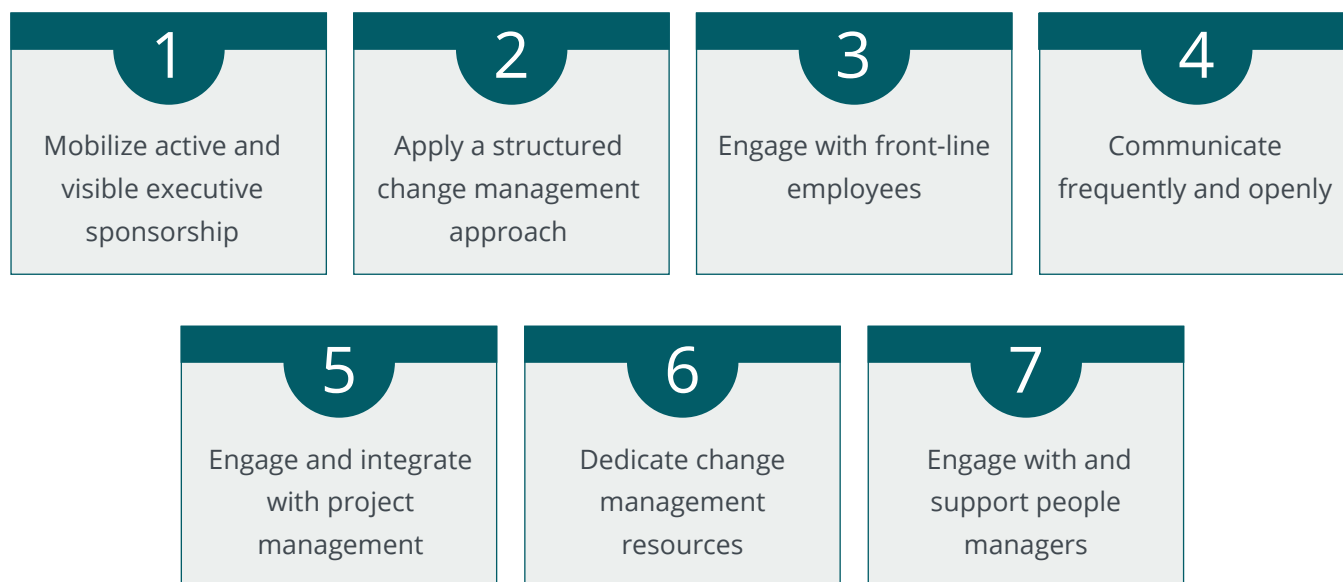 1
Mobilize active and
visible executive
sponsorship
2
Apply a structured
change management
approach
3
Engage with front-line
employees
4
Communicate
frequently and openly
5
Engage and integrate
with project
management
6
Dedicate change
management
resources
7
Engage with and
support people
managers